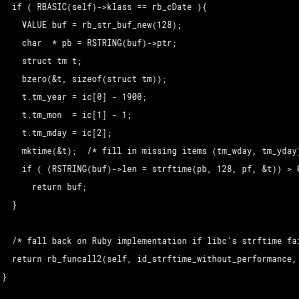 if ( RBASIC(self)->klass == rb_cDate ){
VALUE buf = rb_str_buf_new(128);
char * pb = RSTRING(buf)->ptr;
struct tm t;
bzero(&t, sizeof(struct tm));
t.tm_year = ic[0] - 1900;
t.tm_mon = ic[1] - 1;
t.tm_mday = ic[2];
mktime(&t); /* fill in missing items (tm_wday, tm_yday
if ( (RSTRING(buf)->len = strftime(pb, 128, pf, &t)) >
return buf;
}
/* fall back on Ruby implementation if libc's strftime
return rb_funcall2(self, id_strftime_without_performance,
}